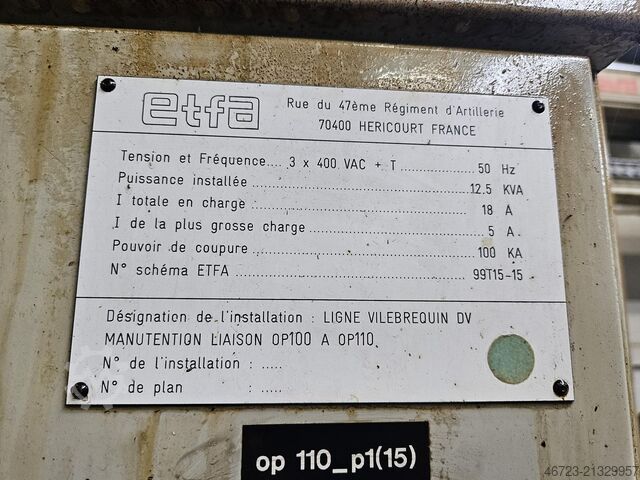 etfa
Rue du 47ème Régiment d'Artillerie
70400 HERICOURT FRANCE
Tension et Fréquence.... 3 x 400 VAC + T .................. 50 Hz
Puissance installée ............................................ 12.5 KVA
I totale en charge ............................................. 18 A
I de la plus grosse charge ................................. 5 A
Pouvoir de coupure ............................................ 100 KA
N° schéma ETFA ............................................... 99T15-15
Désignation de l'installation : LIGNE VILEBREQUIN DV
MANUTENTION LIAISON OP100 A OP110
N° de l'installation : .....
N° de plan : .....
op 110_p1(15)
46723-21329957